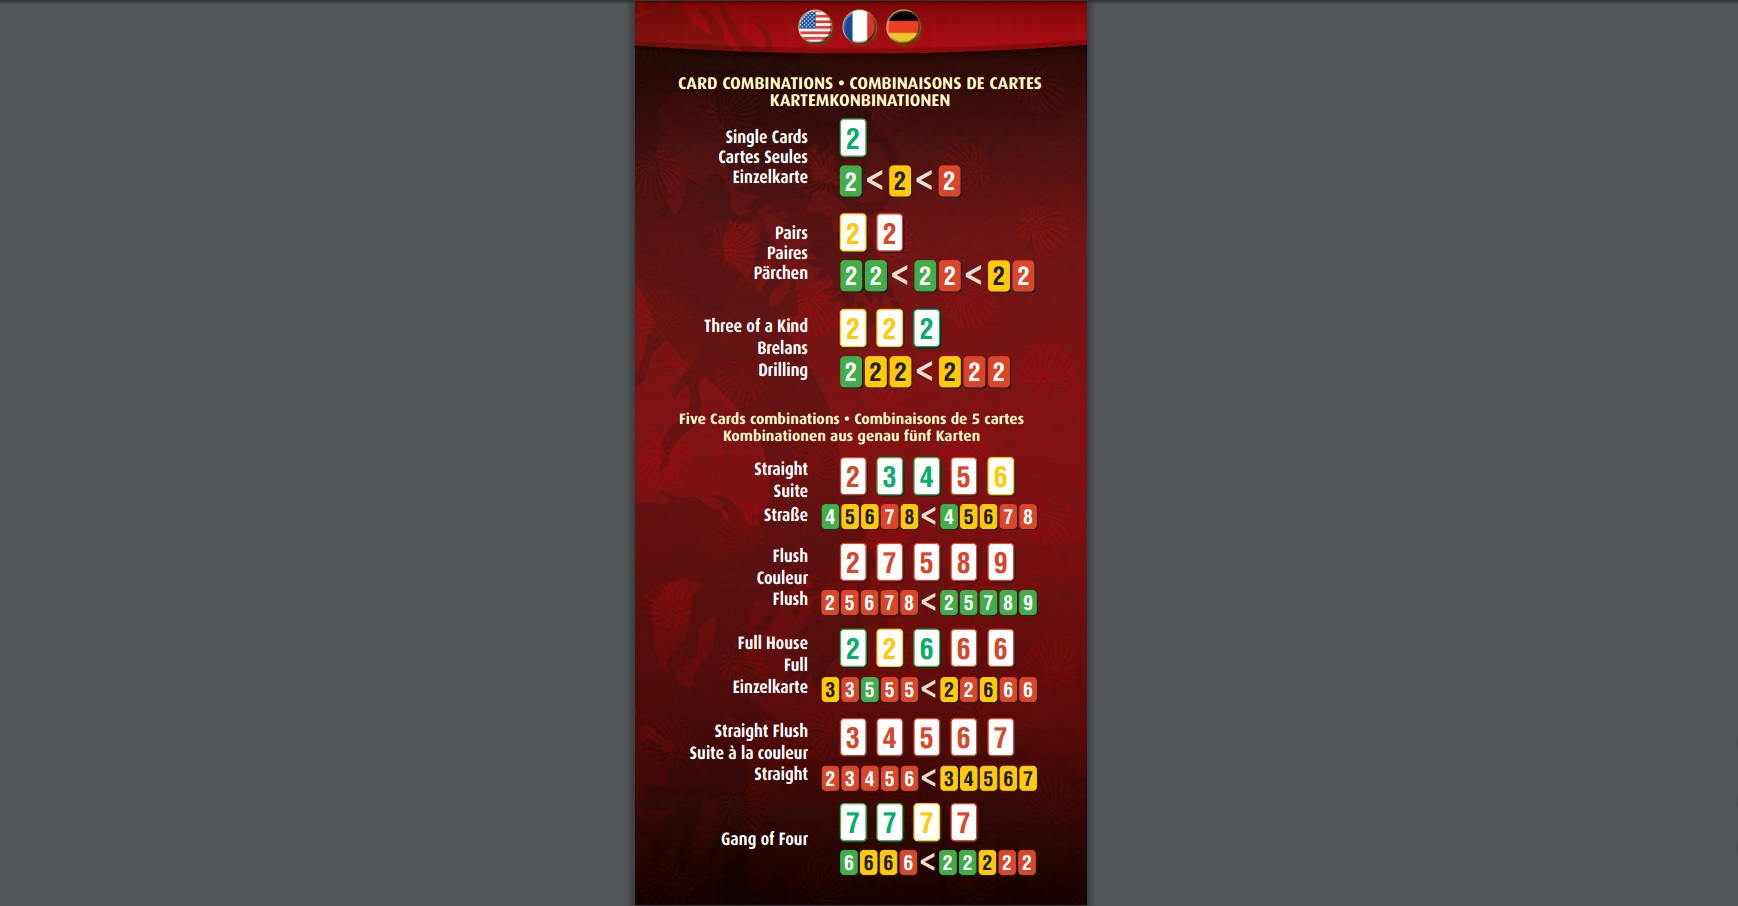 CARD COMBINATIONS • COMBINAISONS DE CARTES
KARTEMKONBINATIONEN
Single Cards
Cartes Seules
Einzelkarte
2
2 < 2 < 2
Pairs
Paires
Pärchen
2 2
2 2 < 2 2 < 2 2
Three of a Kind
Brelans
Drilling
2 2 2
2 2 2 < 2 2 2
Five Cards combinations • Combinaisons de 5 cartes
Kombinationen aus genau fünf Karten
Straight
Suite
Straße
2 3 4 5 6
4 5 6 7 8 < 4 5 6 7 8
Flush
Couleur
Flush
2 7 5 8 9
2 5 6 7 8 < 2 5 7 8 9
Full House
Full
Einzelkarte
2 2 6 6 6
3 3 5 5 5 < 2 2 6 6 6
Straight Flush
Suite à la couleur
Straight
3 4 5 6 7
2 3 4 5 6 < 3 4 5 6 7
Gang of Four
7 7 7 7
6 6 6 6 < 2 2 2 2 2